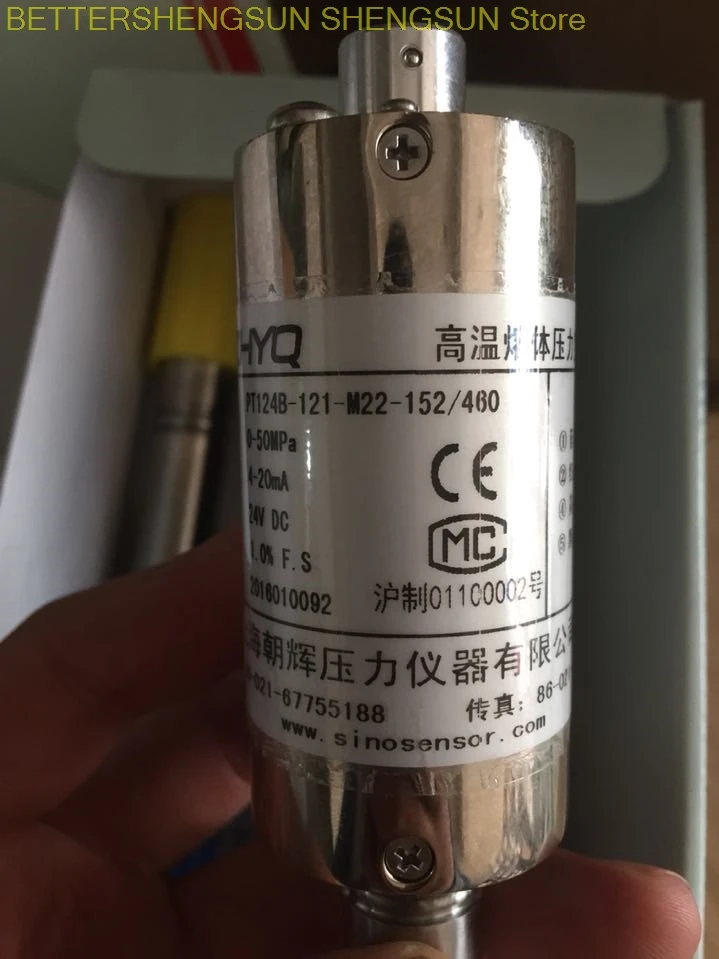 BETTERSHENGSUN SHENGSUN Store
HYQ
高温熔体压力
PT124B-121-M22-152/460
0-50MPa
4-20mA
24V DC
1.0% F.S
2016010092
CE
MC
沪制01100002号
海朝辉压力仪器有限公司
-021-67755188
传真: 86-021
www.sinosensor.com